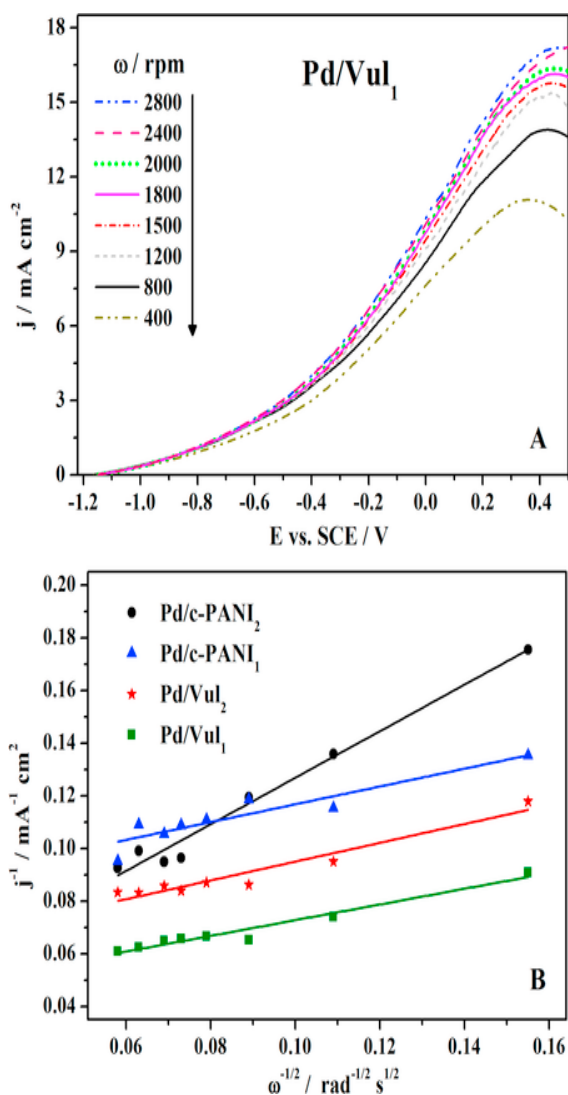 18
15
12
9
6
3
0
j / mA cm⁻²
ω / rpm
2800
2400
2000
1800
1500
1200
800
400
Pd/Vul₁
A
-1.2 -1.0 -0.8 -0.6 -0.4 -0.2 0.0 0.2 0.4
E vs. SCE / V
0.20
0.18
0.16
0.14
0.12
0.10
0.08
0.06
0.04
j⁻¹ / mA⁻¹ cm²
Pd/c-PANI₂
Pd/c-PANI₁
Pd/Vul₂
Pd/Vul₁
B
0.06 0.08 0.10 0.12 0.14 0.16
ω⁻¹/² / rad⁻¹/² s¹/²